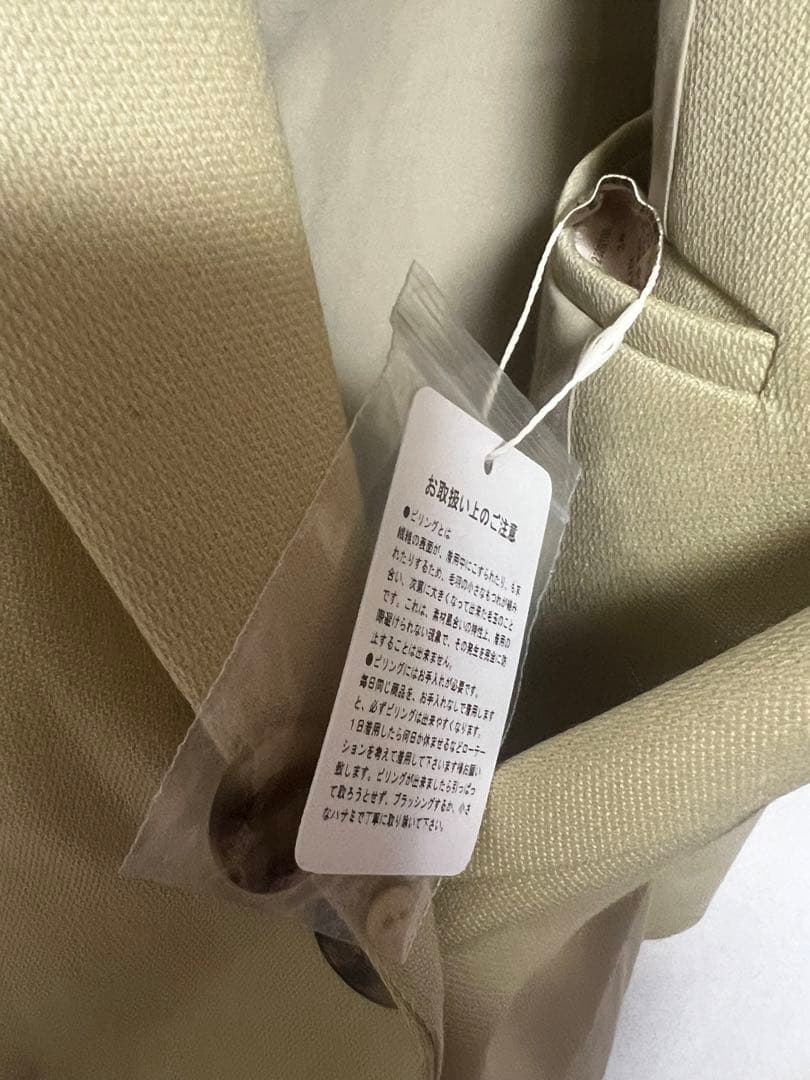 お取扱い上のご注意
●ピリングとは
繊維の表面が、着用中にこすられたり、もま
れたりするため、毛羽の小さなもつれが絡み
合い、次第に大きくなって出来た毛玉のこと
です。これは、素材風合いの特性上、着用の
際避けられない現象で、その発生を完全に防
止することは出来ません。
●ピリングにはお手入れが必要です。
毎日同じ商品を、お手入れなしで着用します
と、必ずピリングは出来やすくなります。
1日着用したら何日か休ませるなどローテー
ションを考えて着用して下さいます様お願い
致します。ピリングが出来ましたら引っぱっ
て取ろうとせず、ブラッシングするか、小さ
なハサミで丁寧に取り除いて下さい。